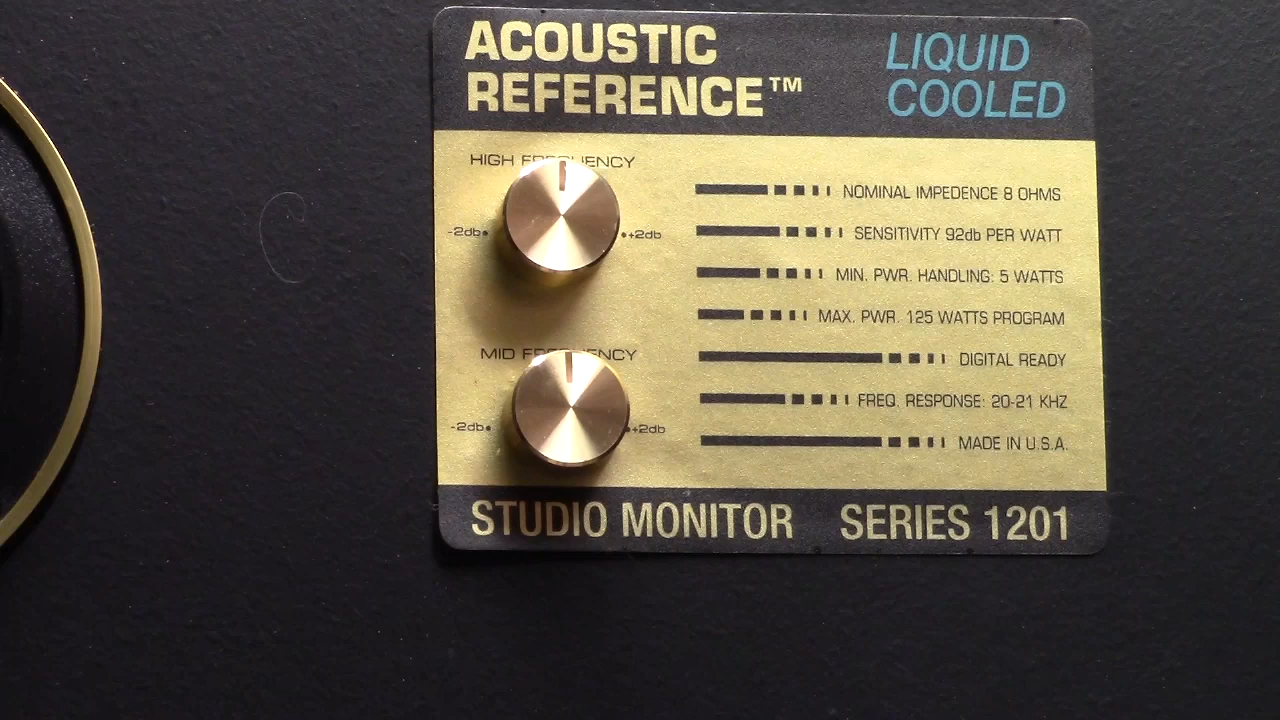 ACOUSTIC
REFERENCE™
LIQUID
COOLED
HIGH FREQUENCY
-2db• •+2db
MID FREQUENCY
-2db• •+2db
NOMINAL IMPEDENCE 8 OHMS
SENSITIVITY 92db PER WATT
MIN. PWR. HANDLING: 5 WATTS
MAX. PWR. 125 WATTS PROGRAM
DIGITAL READY
FREQ. RESPONSE: 20-21 KHZ
MADE IN U.S.A.
STUDIO MONITOR SERIES 1201